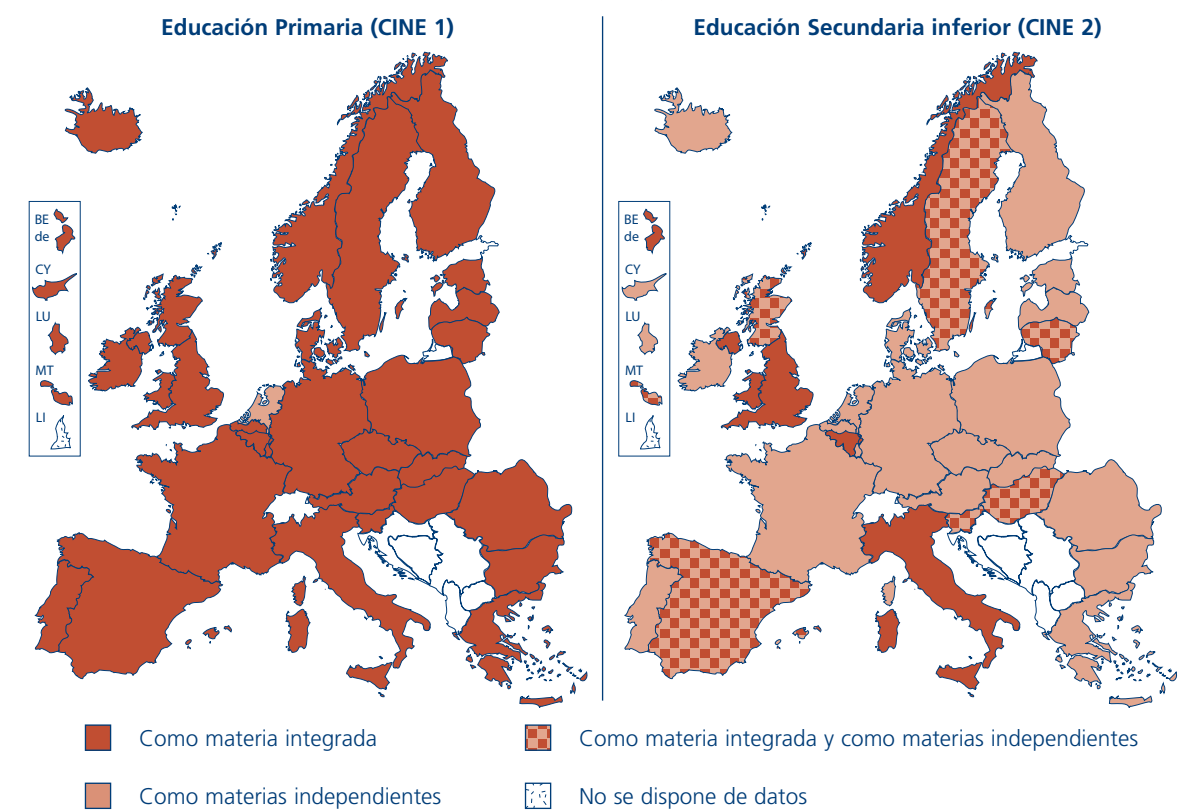 Educación Primaria (CINE 1)
Educación Secundaria inferior (CINE 2)
BE
de
CY
LU
MT
LI
BE
de
CY
LU
MT
LI
Como materia integrada
Como materia integrada y como materias independientes
Como materias independientes
No se dispone de datos